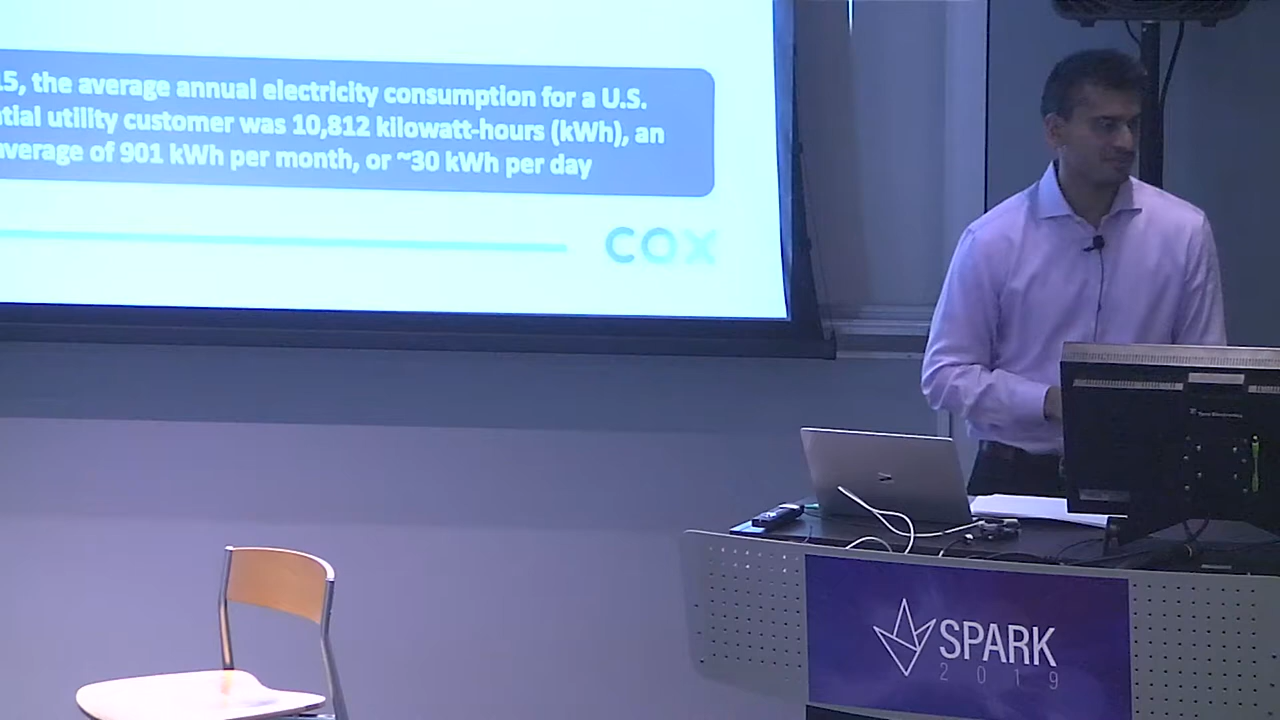 15, the average annual electricity consumption for a U.S.
ntial utility customer was 10,812 kilowatt-hours (kWh), an
average of 901 kWh per month, or ~30 kWh per day
COX
SPARK
2019